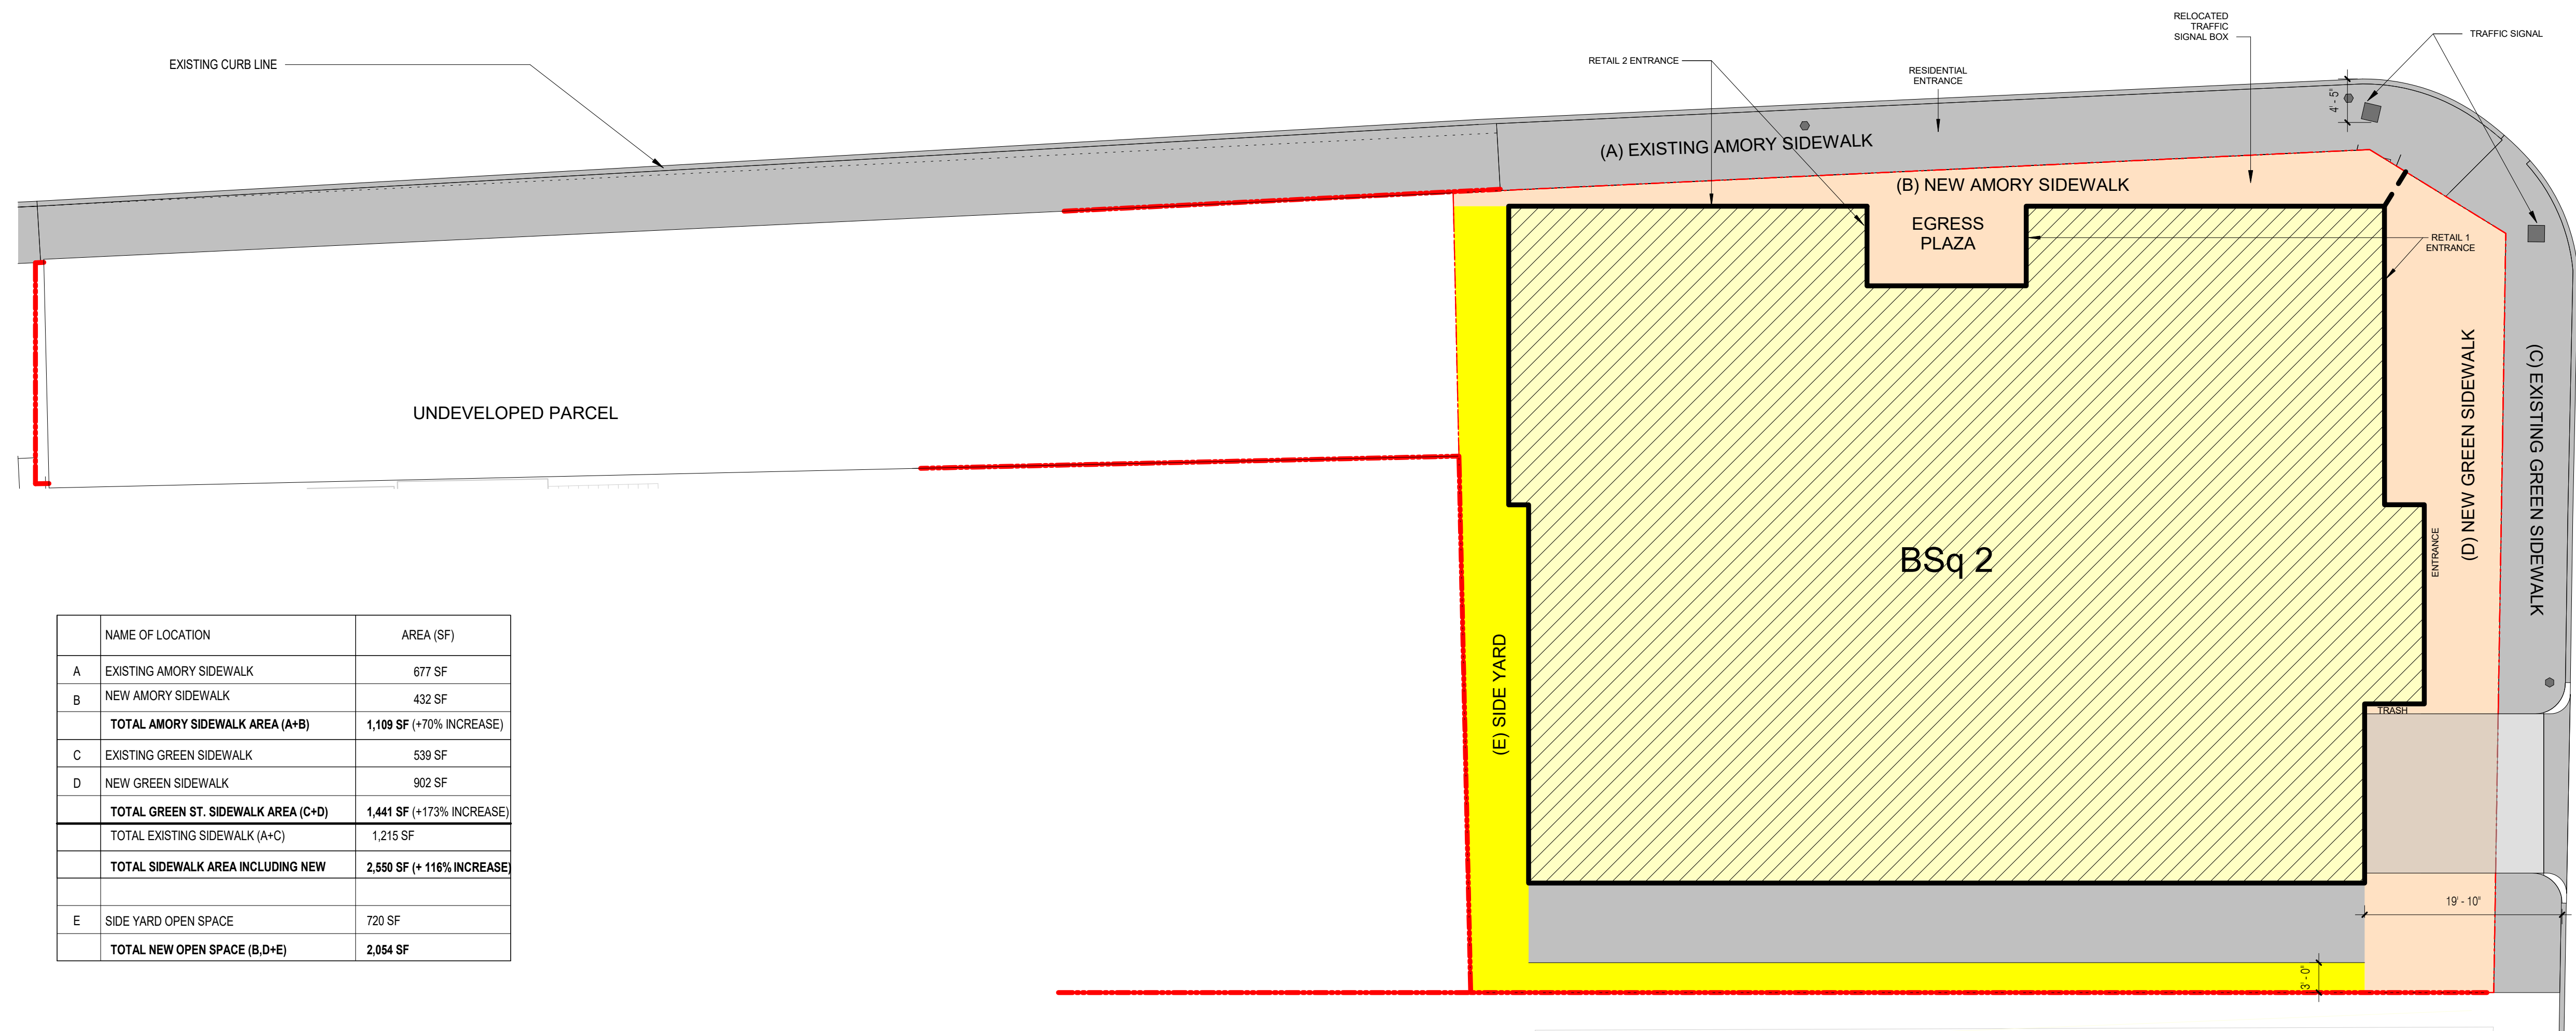 EXISTING CURB LINE
RETAIL 2 ENTRANCE
RESIDENTIAL
ENTRANCE
RELOCATED
TRAFFIC
SIGNAL BOX
TRAFFIC SIGNAL
4' - 5"
(A) EXISTING AMORY SIDEWALK
(B) NEW AMORY SIDEWALK
EGRESS
PLAZA
RETAIL 1
ENTRANCE
UNDEVELOPED PARCEL
(D) NEW GREEN SIDEWALK
(C) EXISTING GREEN SIDEWALK
BSq 2
ENTRANCE
(E) SIDE YARD
TRASH
19' - 10"
3' - 0"
NAME OF LOCATION AREA (SF)
A EXISTING AMORY SIDEWALK 677 SF
B NEW AMORY SIDEWALK 432 SF
TOTAL AMORY SIDEWALK AREA (A+B) 1,109 SF (+70% INCREASE)
C EXISTING GREEN SIDEWALK 539 SF
D NEW GREEN SIDEWALK 902 SF
TOTAL GREEN ST. SIDEWALK AREA (C+D) 1,441 SF (+173% INCREASE)
TOTAL EXISTING SIDEWALK (A+C) 1,215 SF
TOTAL SIDEWALK AREA INCLUDING NEW 2,550 SF (+ 116% INCREASE)
E SIDE YARD OPEN SPACE 720 SF
TOTAL NEW OPEN SPACE (B,D+E) 2,054 SF